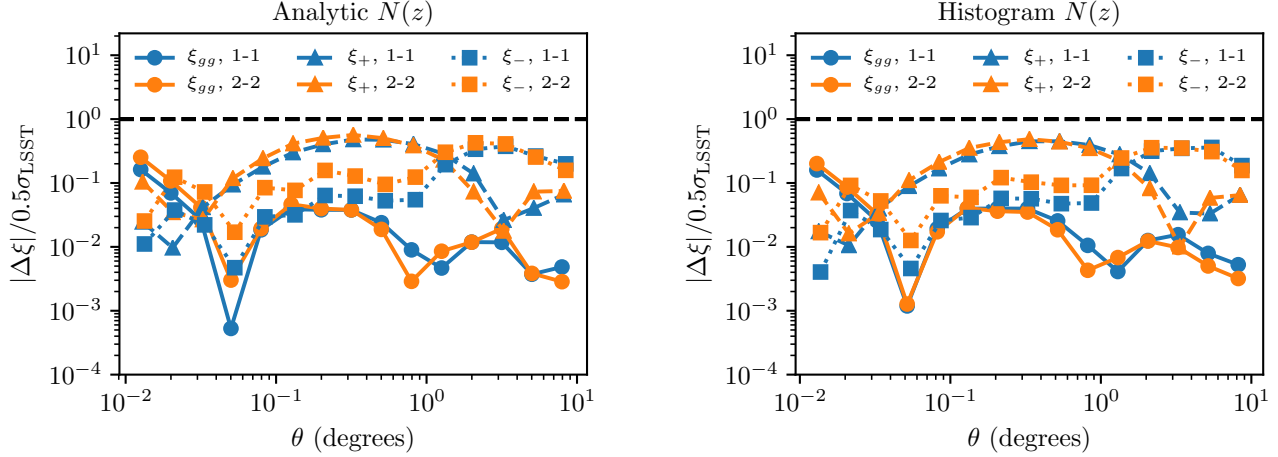 Analytic N(z)
ξgg, 1-1
ξ+, 1-1
ξ−, 1-1
ξgg, 2-2
ξ+, 2-2
ξ−, 2-2
10^1
10^0
10^−1
10^−2
10^−3
10^−4
|Δξ|/0.5σLSST
10^−2
10^−1
10^0
10^1
θ (degrees)
Histogram N(z)
ξgg, 1-1
ξ+, 1-1
ξ−, 1-1
ξgg, 2-2
ξ+, 2-2
ξ−, 2-2
10^1
10^0
10^−1
10^−2
10^−3
10^−4
|Δξ|/0.5σLSST
10^−2
10^−1
10^0
10^1
θ (degrees)